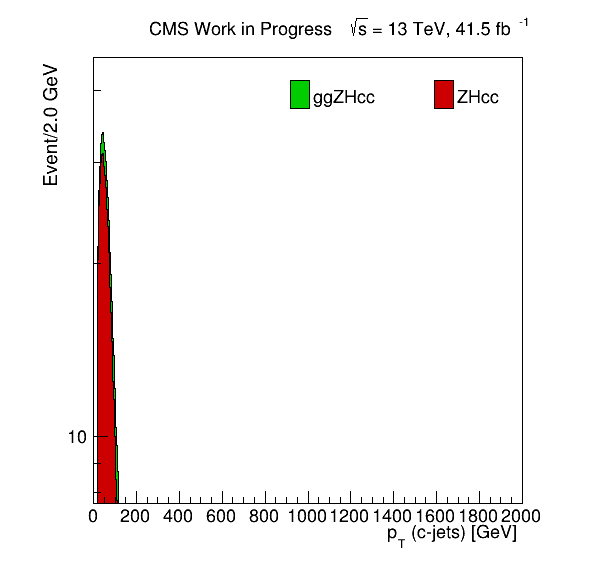 CMS Work in Progress √s = 13 TeV, 41.5 fb -1
Event/2.0 GeV
ggZHcc ZHcc
10
0 200 400 600 800 1000 1200 1400 1600 1800 2000
p_T (c-jets) [GeV]